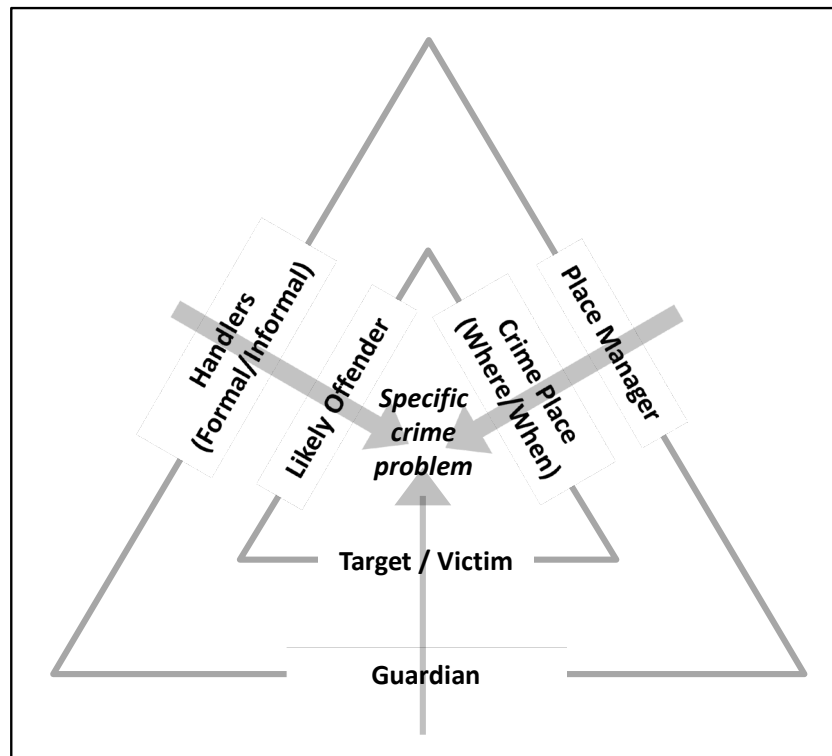 Handlers
(Formal/Informal)
Likely Offender
Specific
crime
problem
Crime Place
(Where/When)
Place Manager
Target / Victim
Guardian